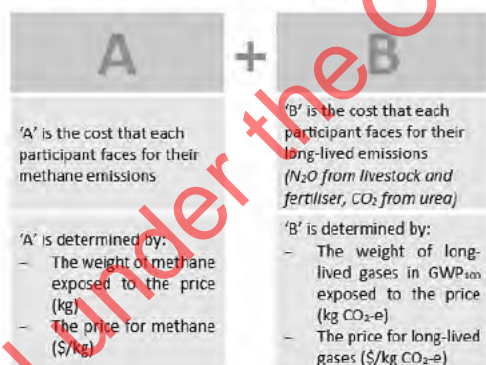 A + B
'A' is the cost that each
participant faces for their
methane emissions
'A' is determined by:
– The weight of methane
exposed to the price
(kg)
– The price for methane
($/kg)
'B' is the cost that each
participant faces for their
long-lived emissions
(N₂O from livestock and
fertiliser, CO₂ from urea)
'B' is determined by:
– The weight of long-
lived gases in GWP₁₀₀
exposed to the price
(kg CO₂-e)
– The price for long-lived
gases ($/kg CO₂-e)
under the